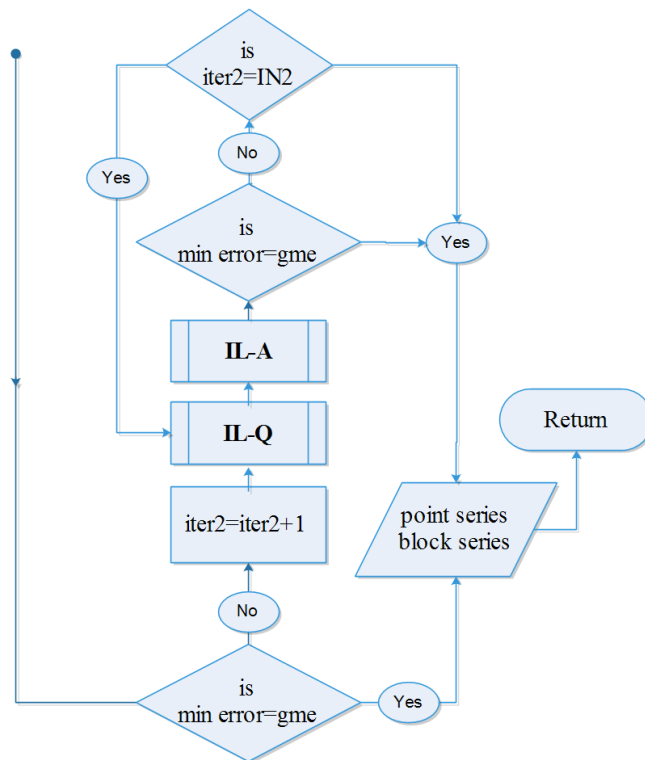 is
iter2=IN2
No
Yes
is
min error=gme
Yes
IL-A
IL-Q
Return
iter2=iter2+1
point series
block series
No
is
min error=gme
Yes